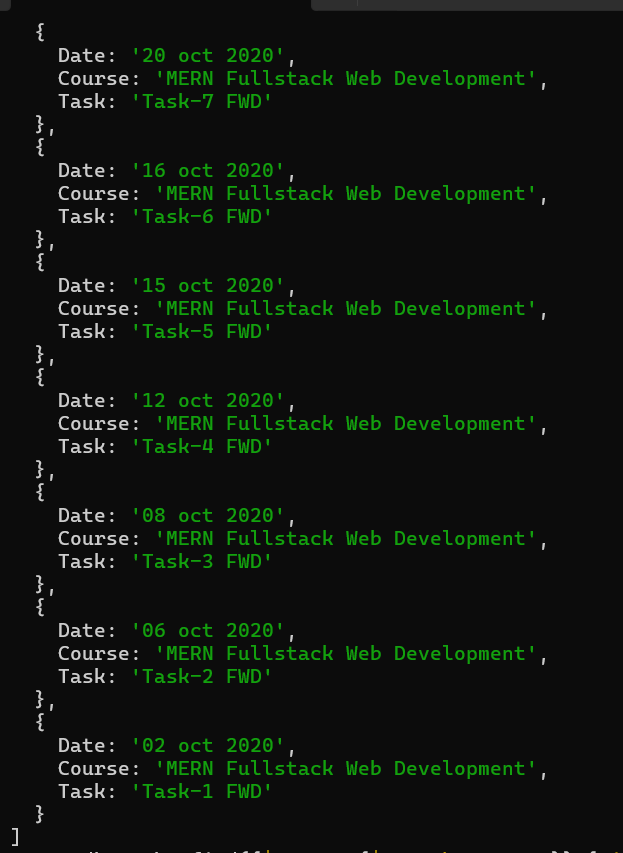 {
Date: '20 oct 2020',
Course: 'MERN Fullstack Web Development',
Task: 'Task-7 FWD'
},
{
Date: '16 oct 2020',
Course: 'MERN Fullstack Web Development',
Task: 'Task-6 FWD'
},
{
Date: '15 oct 2020',
Course: 'MERN Fullstack Web Development',
Task: 'Task-5 FWD'
},
{
Date: '12 oct 2020',
Course: 'MERN Fullstack Web Development',
Task: 'Task-4 FWD'
},
{
Date: '08 oct 2020',
Course: 'MERN Fullstack Web Development',
Task: 'Task-3 FWD'
},
{
Date: '06 oct 2020',
Course: 'MERN Fullstack Web Development',
Task: 'Task-2 FWD'
},
{
Date: '02 oct 2020',
Course: 'MERN Fullstack Web Development',
Task: 'Task-1 FWD'
}
]